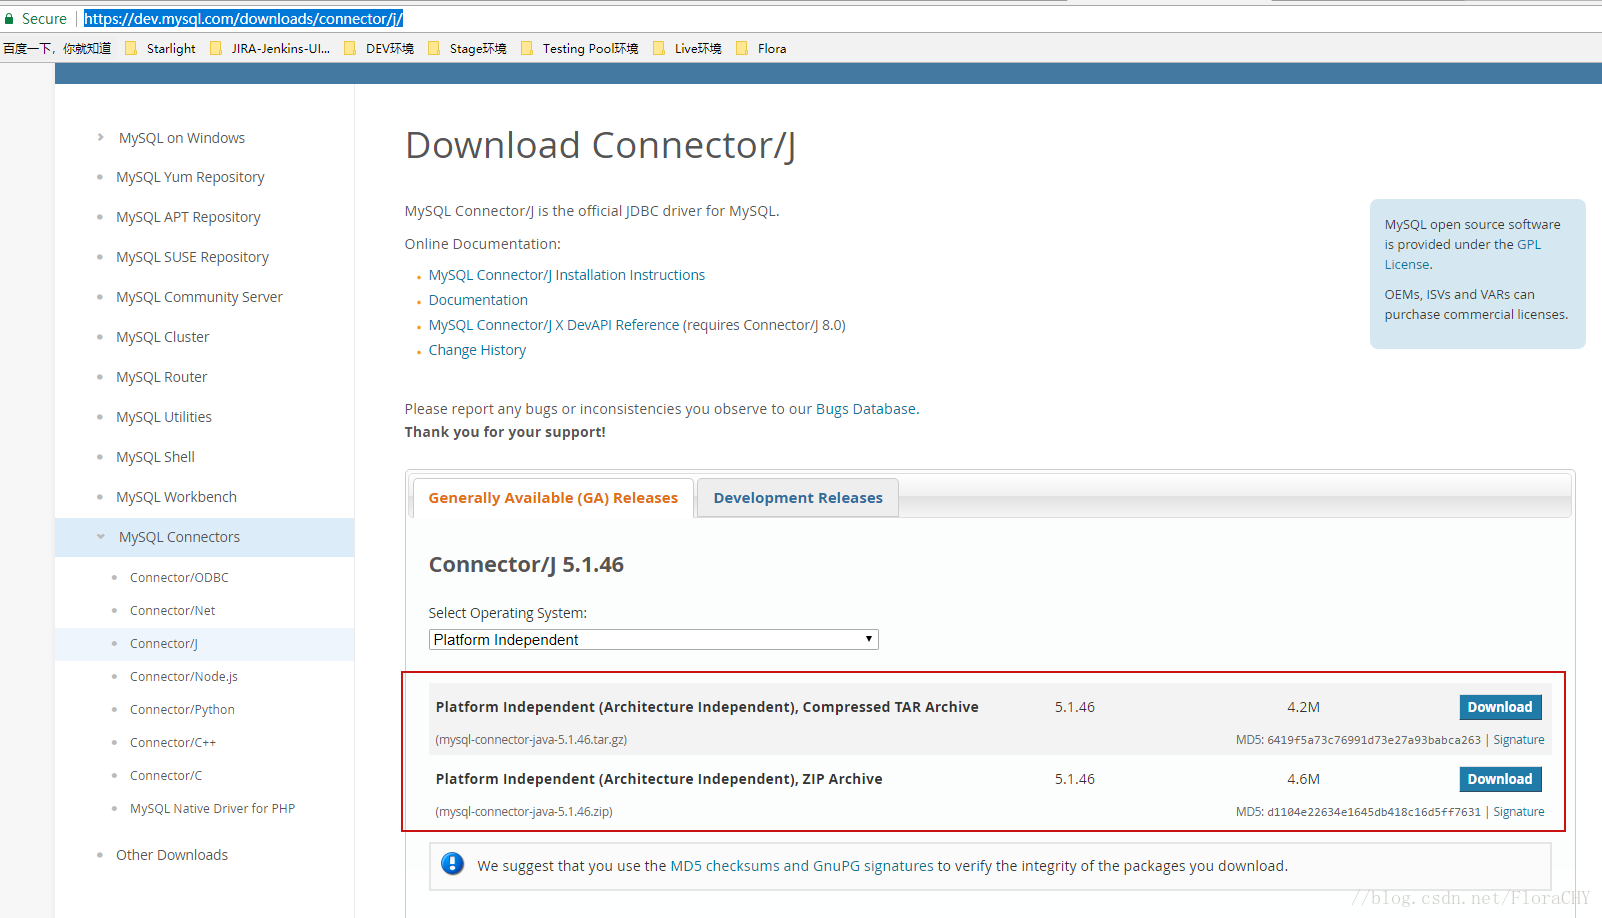 Secure | https://dev.mysql.com/downloads/connector/j/
百度一下，你就知道 Starlight JIRA-Jenkins-UI... DEV环境 Stage环境 Testing Pool环境 Live环境 Flora
MySQL on Windows
MySQL Yum Repository
MySQL APT Repository
MySQL SUSE Repository
MySQL Community Server
MySQL Cluster
MySQL Router
MySQL Utilities
MySQL Shell
MySQL Workbench
MySQL Connectors
Connector/ODBC
Connector/Net
Connector/J
Connector/Node.js
Connector/Python
Connector/C++
Connector/C
MySQL Native Driver for PHP
Other Downloads
Download Connector/J
MySQL Connector/J is the official JDBC driver for MySQL.
Online Documentation:
MySQL Connector/J Installation Instructions
Documentation
MySQL Connector/J X DevAPI Reference (requires Connector/J 8.0)
Change History
Please report any bugs or inconsistencies you observe to our Bugs Database.
Thank you for your support!
MySQL open source software
is provided under the GPL
License.
OEMs, ISVs and VARs can
purchase commercial licenses.
Generally Available (GA) Releases Development Releases
Connector/J 5.1.46
Select Operating System:
Platform Independent
Platform Independent (Architecture Independent), Compressed TAR Archive 5.1.46 4.2M Download
(mysql-connector-java-5.1.46.tar.gz) MD5: 6419f5a73c76991d73e27a93babca263 | Signature
Platform Independent (Architecture Independent), ZIP Archive 5.1.46 4.6M Download
(mysql-connector-java-5.1.46.zip) MD5: d1104e22634e1645db418c16d5ff7631 | Signature
We suggest that you use the MD5 checksums and GnuPG signatures to verify the integrity of the packages you download.
//blog.csdn.net/FloraCHY